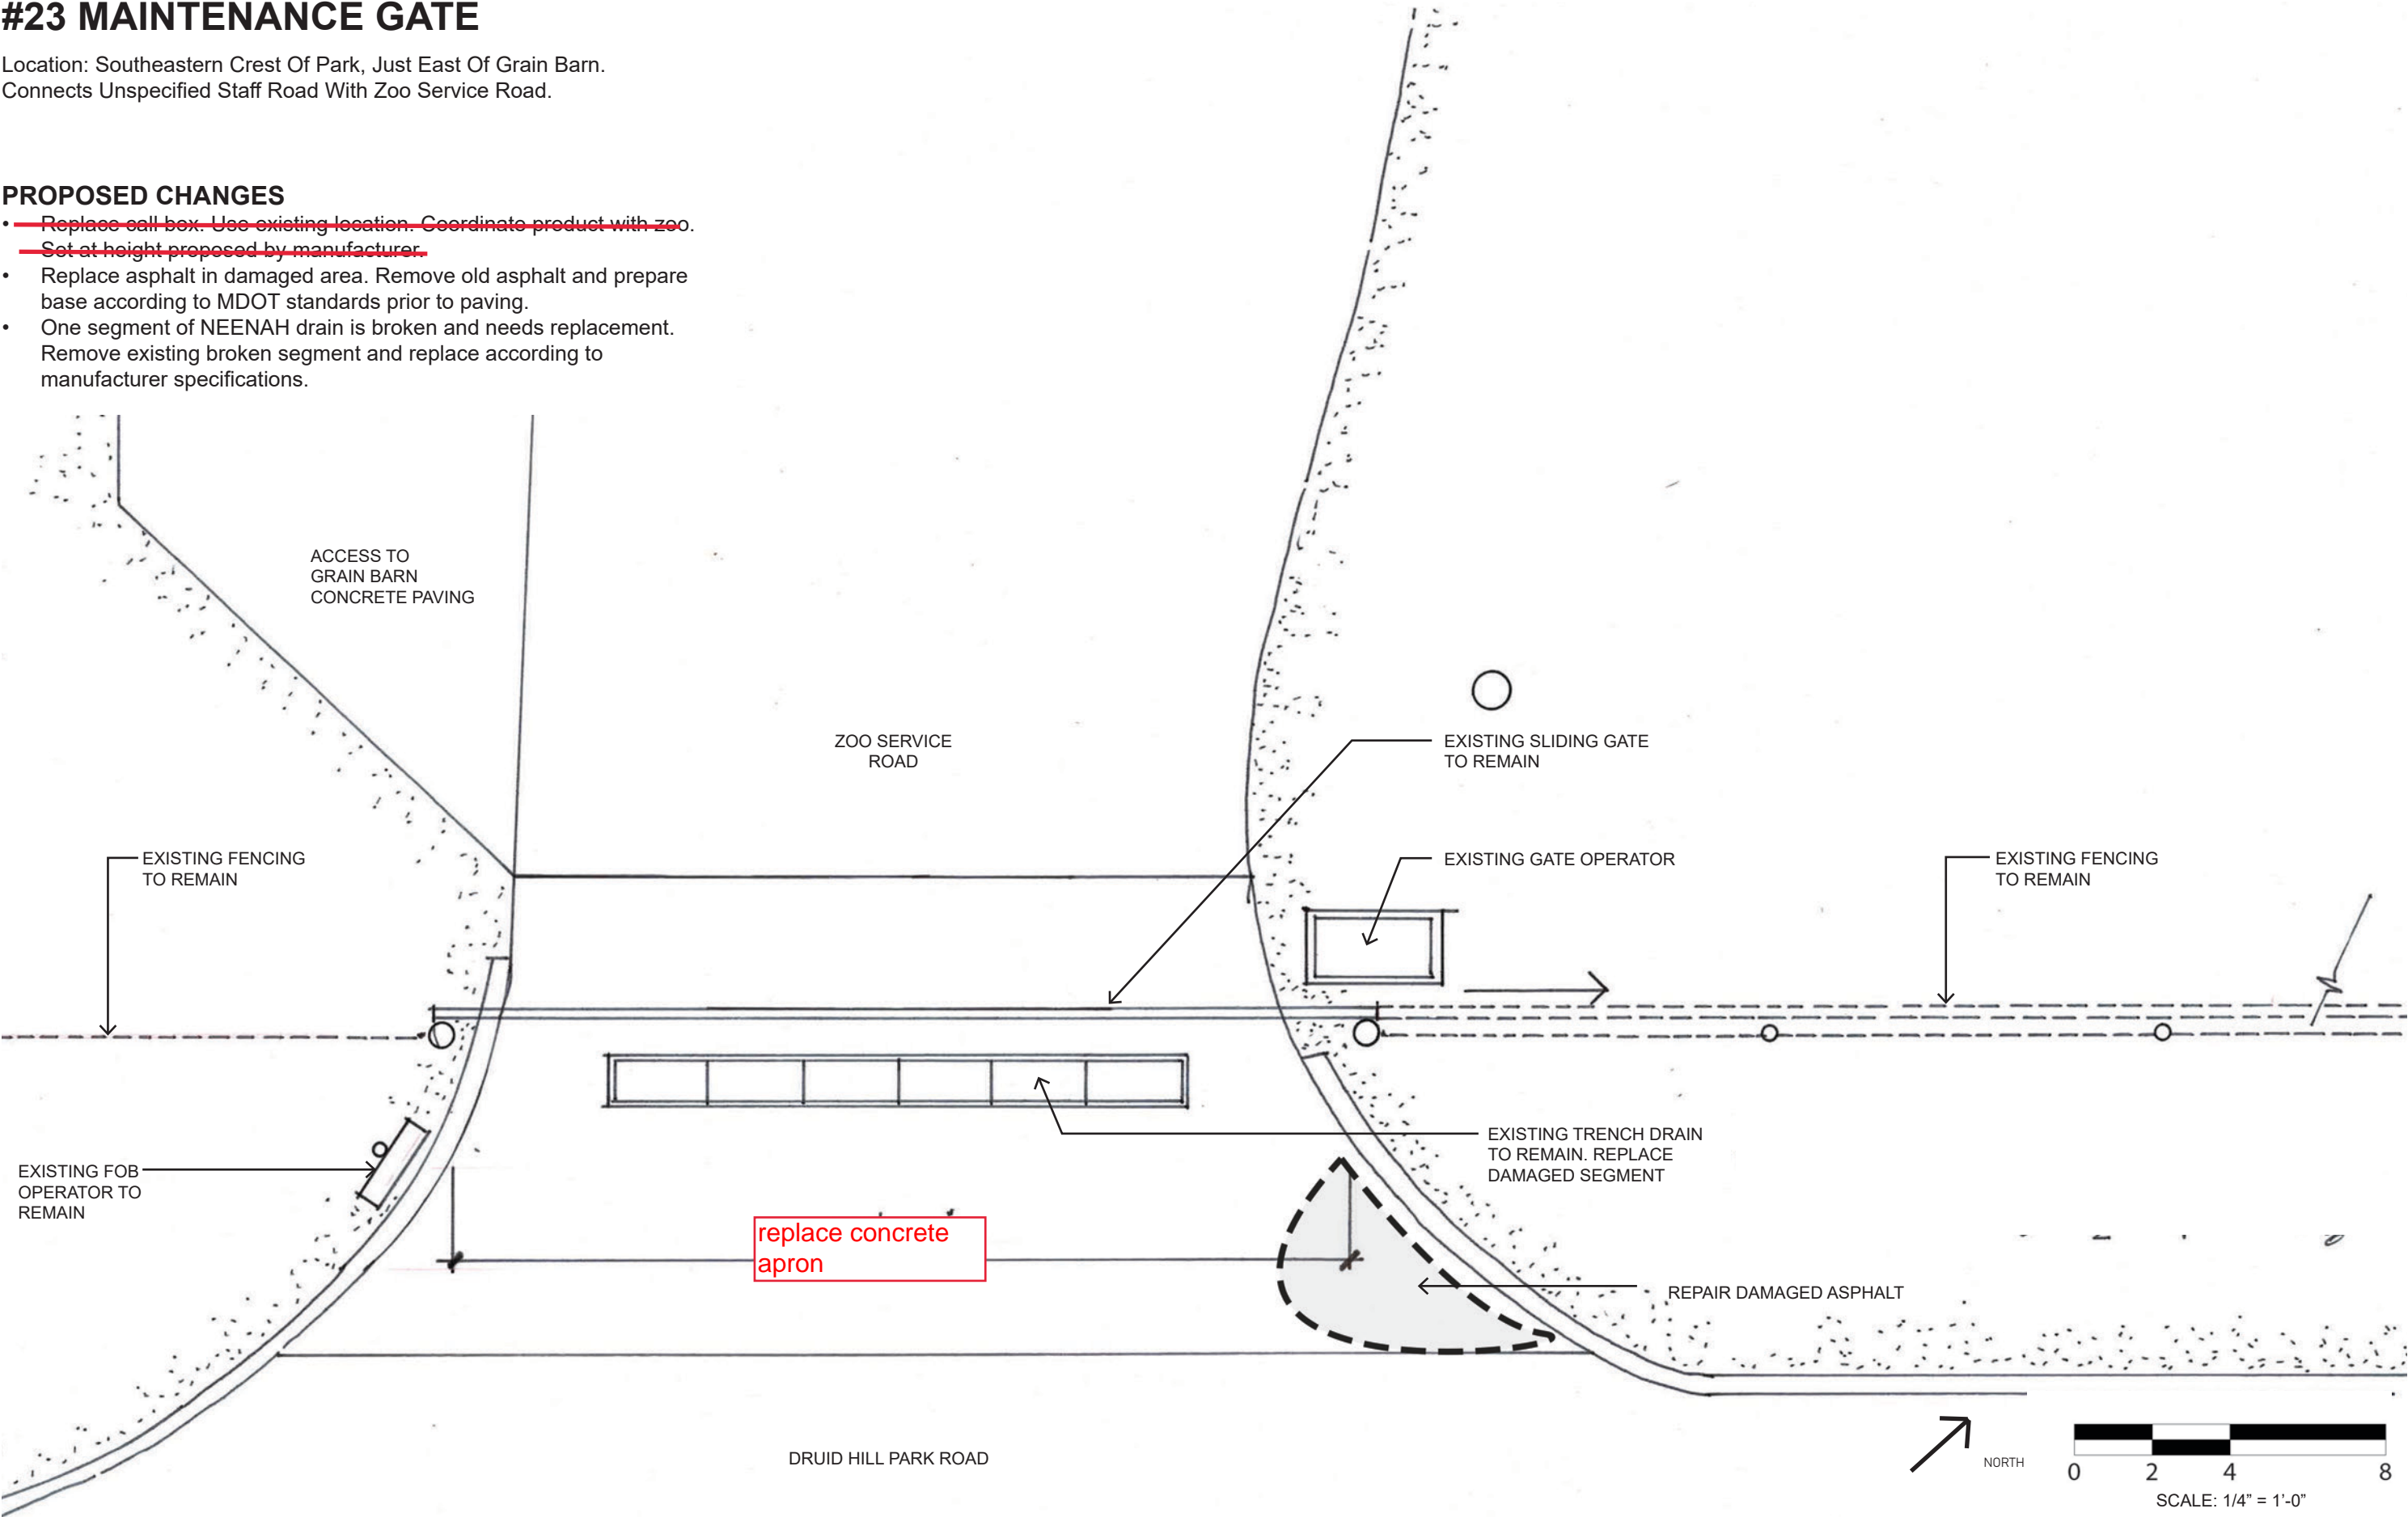 #23 MAINTENANCE GATE
Location: Southeastern Crest Of Park, Just East Of Grain Barn.
Connects Unspecified Staff Road With Zoo Service Road.
PROPOSED CHANGES
• Replace call box. Use existing location. Coordinate product with zoo.
Set at height proposed by manufacturer.
• Replace asphalt in damaged area. Remove old asphalt and prepare
base according to MDOT standards prior to paving.
• One segment of NEENAH drain is broken and needs replacement.
Remove existing broken segment and replace according to
manufacturer specifications.
ACCESS TO
GRAIN BARN
CONCRETE PAVING
ZOO SERVICE
ROAD
EXISTING SLIDING GATE
TO REMAIN
EXISTING FENCING
TO REMAIN
EXISTING GATE OPERATOR
EXISTING FENCING
TO REMAIN
EXISTING FOB
OPERATOR TO
REMAIN
EXISTING TRENCH DRAIN
TO REMAIN. REPLACE
DAMAGED SEGMENT
replace concrete
apron
REPAIR DAMAGED ASPHALT
DRUID HILL PARK ROAD
NORTH
0 2 4 8
SCALE: 1/4” = 1’-0”